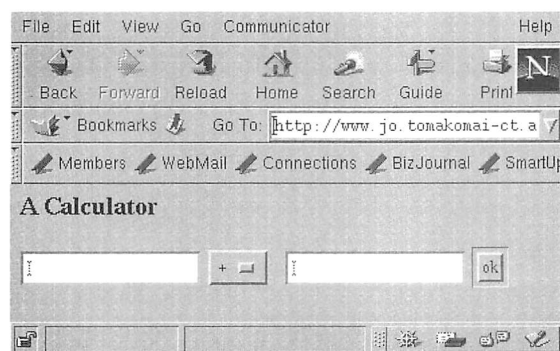 File Edit View Go Communicator Help
Back Forward Reload Home Search Guide Print N
Bookmarks Go To: http://www.jo.tomakomai-ct.a
Members WebMail Connections BizJournal SmartUp
A Calculator
+ ok